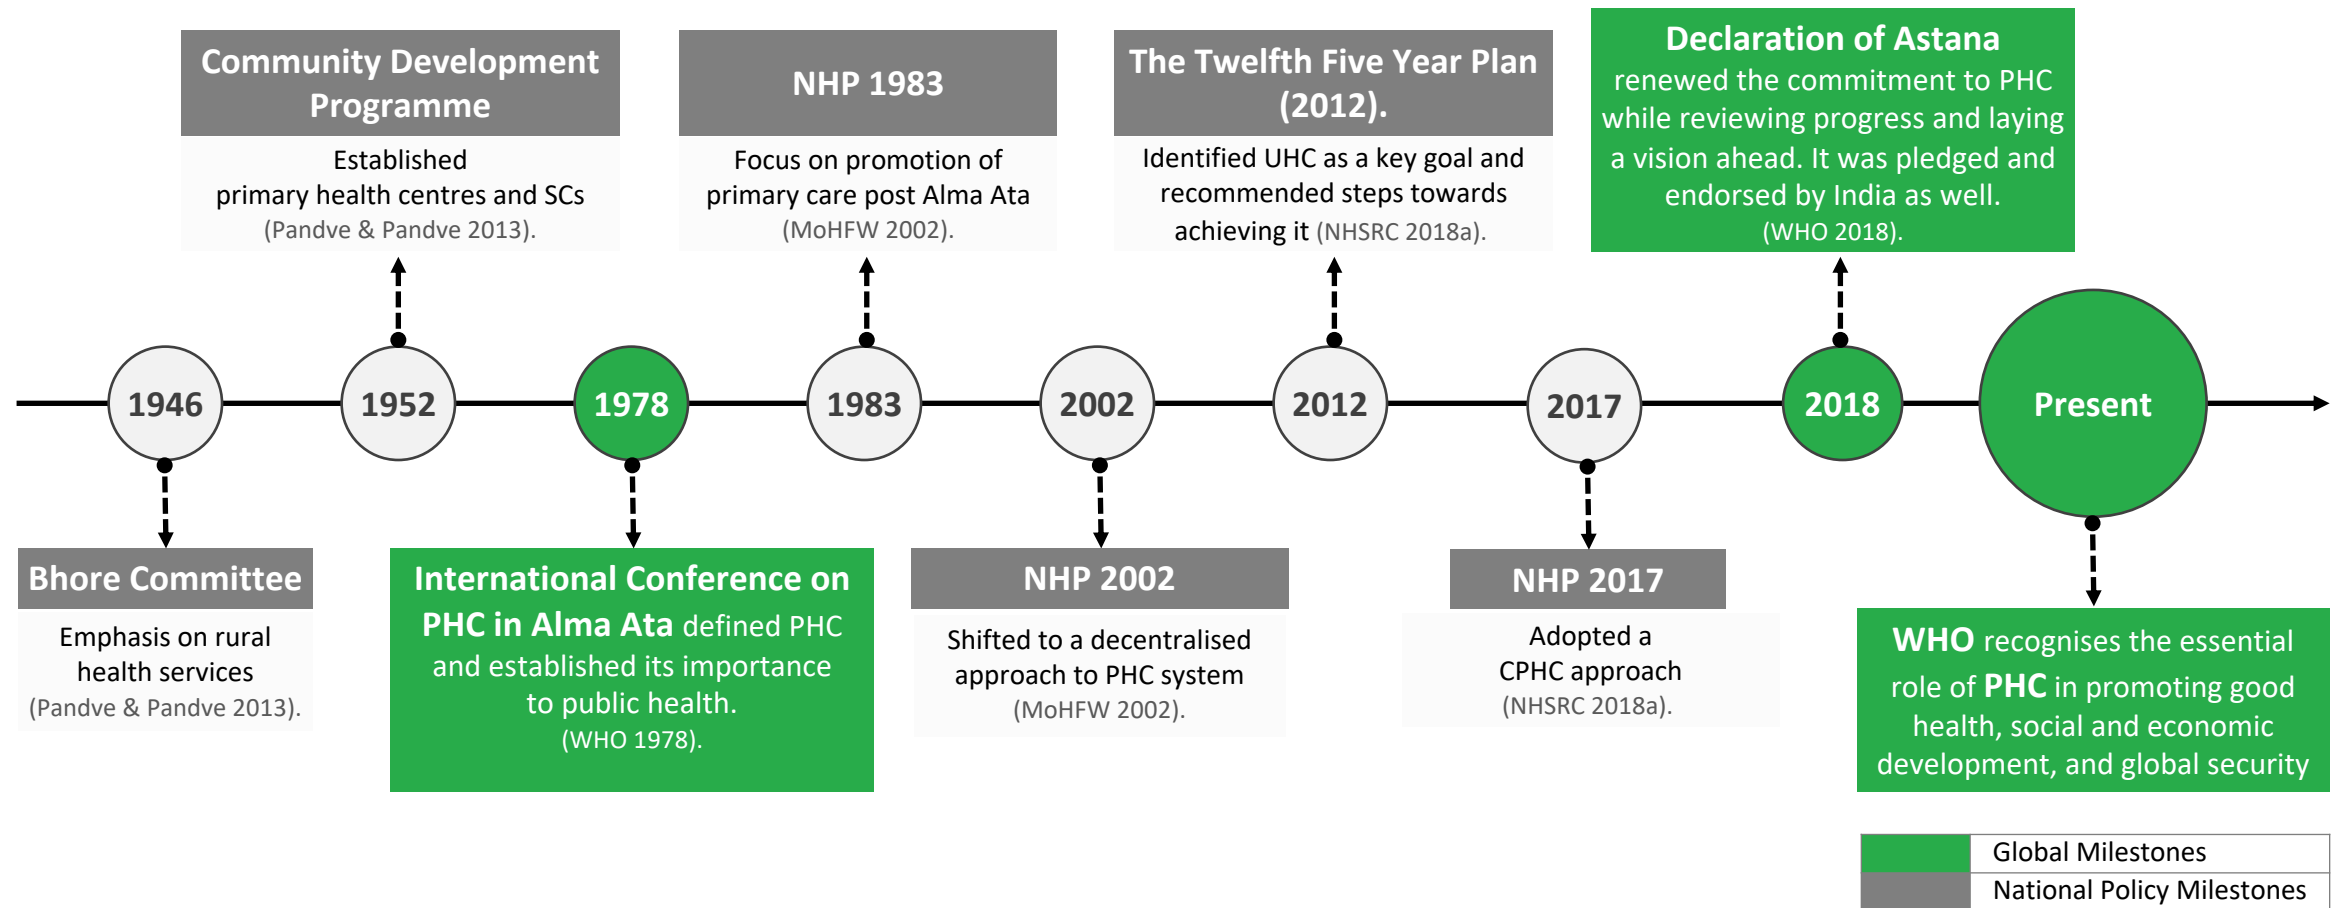 Community Development
Programme
Established
primary health centres and SCs
(Pandve & Pandve 2013).
NHP 1983
Focus on promotion of
primary care post Alma Ata
(MoHFW 2002).
The Twelfth Five Year Plan
(2012).
Identified UHC as a key goal and
recommended steps towards
achieving it (NHSRC 2018a).
Declaration of Astana
renewed the commitment to PHC
while reviewing progress and laying
a vision ahead. It was pledged and
endorsed by India as well.
(WHO 2018).
1946
1952
1978
1983
2002
2012
2017
2018
Present
Bhore Committee
Emphasis on rural
health services
(Pandve & Pandve 2013).
International Conference on
PHC in Alma Ata defined PHC
and established its importance
to public health.
(WHO 1978).
NHP 2002
Shifted to a decentralised
approach to PHC system
(MoHFW 2002).
NHP 2017
Adopted a
CPHC approach
(NHSRC 2018a).
WHO recognises the essential
role of PHC in promoting good
health, social and economic
development, and global security
Global Milestones
National Policy Milestones